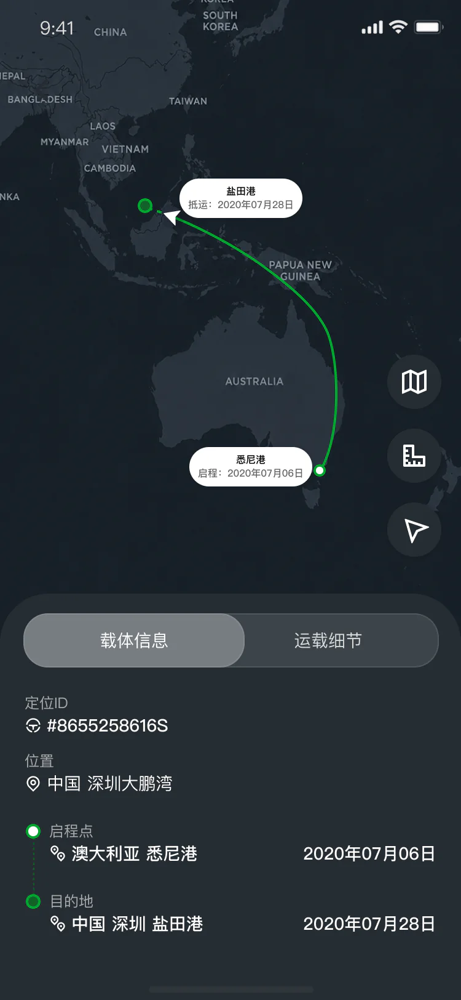 KOREA
SOUTH
KOREA
9:41
CHINA
NEPAL
BANGLADESH
TAIWAN
LAOS
MYANMAR
VIETNAM
CAMBODIA
NKA
盐田港
抵运：2020年07月28日
PAPUA NEW
GUINEA
AUSTRALIA
悉尼港
启程：2020年07月06日
载体信息
运载细节
定位ID
#8655258616S
位置
中国 深圳大鹏湾
启程点
澳大利亚 悉尼港
2020年07月06日
目的地
中国 深圳 盐田港
2020年07月28日